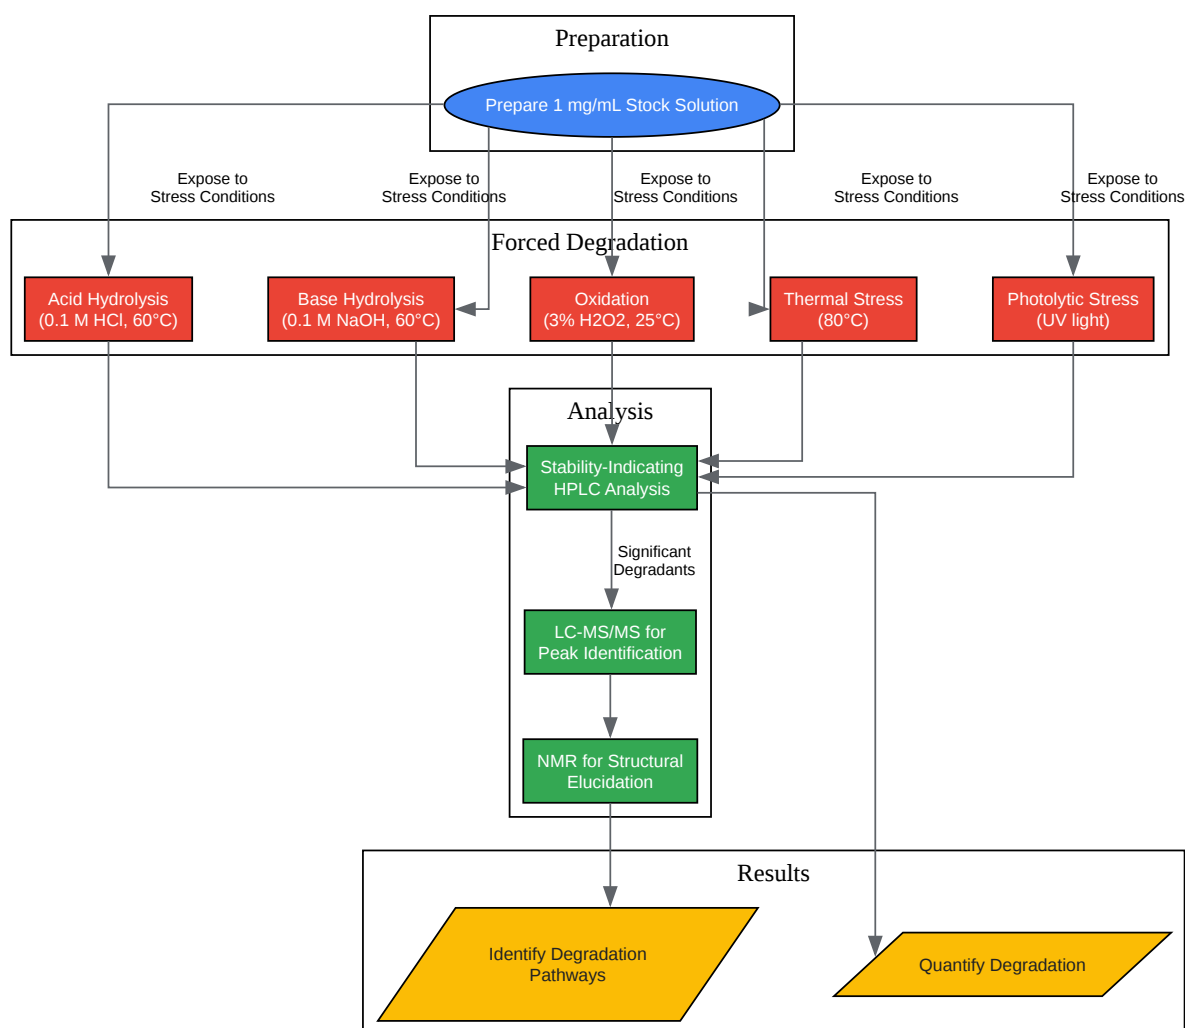 Preparation
Prepare 1 mg/mL Stock Solution
Expose to
Stress Conditions
Expose to
Stress Conditions
Expose to
Stress Conditions
Expose to
Stress Conditions
Expose to
Stress Conditions
Forced Degradation
Acid Hydrolysis
(0.1 M HCl, 60°C)
Base Hydrolysis
(0.1 M NaOH, 60°C)
Oxidation
(3% H2O2, 25°C)
Thermal Stress
(80°C)
Photolytic Stress
(UV light)
Analysis
Stability-Indicating
HPLC Analysis
Significant
Degradants
LC-MS/MS for
Peak Identification
NMR for Structural
Elucidation
Results
Identify Degradation
Pathways
Quantify Degradation